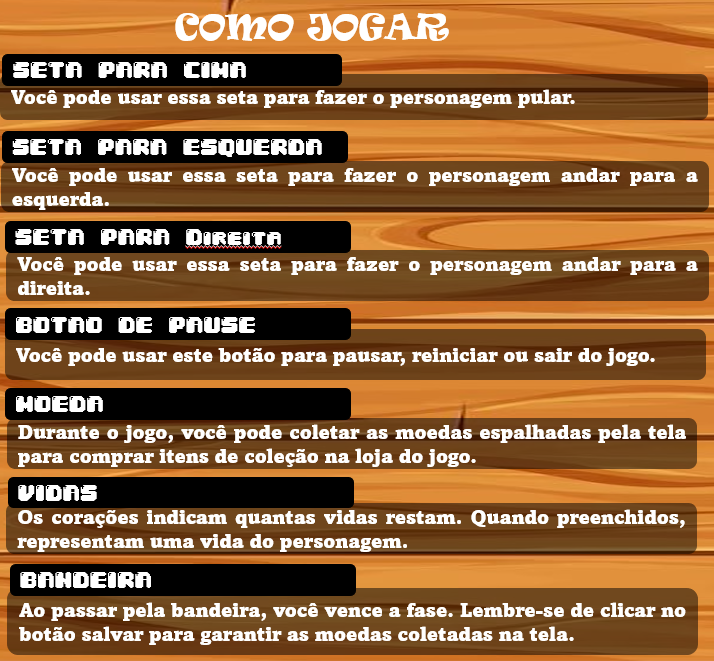 COMO JOGAR
SETA PARA CIMA
Você pode usar essa seta para fazer o personagem pular.
SETA PARA ESQUERDA
Você pode usar essa seta para fazer o personagem andar para a
esquerda.
SETA PARA DIREITA
Você pode usar essa seta para fazer o personagem andar para a
direita.
BOTAO DE PAUSE
Você pode usar este botão para pausar, reiniciar ou sair do jogo.
MOEDA
Durante o jogo, você pode coletar as moedas espalhadas pela tela
para comprar itens de coleção na loja do jogo.
VIDAS
Os corações indicam quantas vidas restam. Quando preenchidos,
representam uma vida do personagem.
BANDEIRA
Ao passar pela bandeira, você vence a fase. Lembre-se de clicar no
botão salvar para garantir as moedas coletadas na tela.